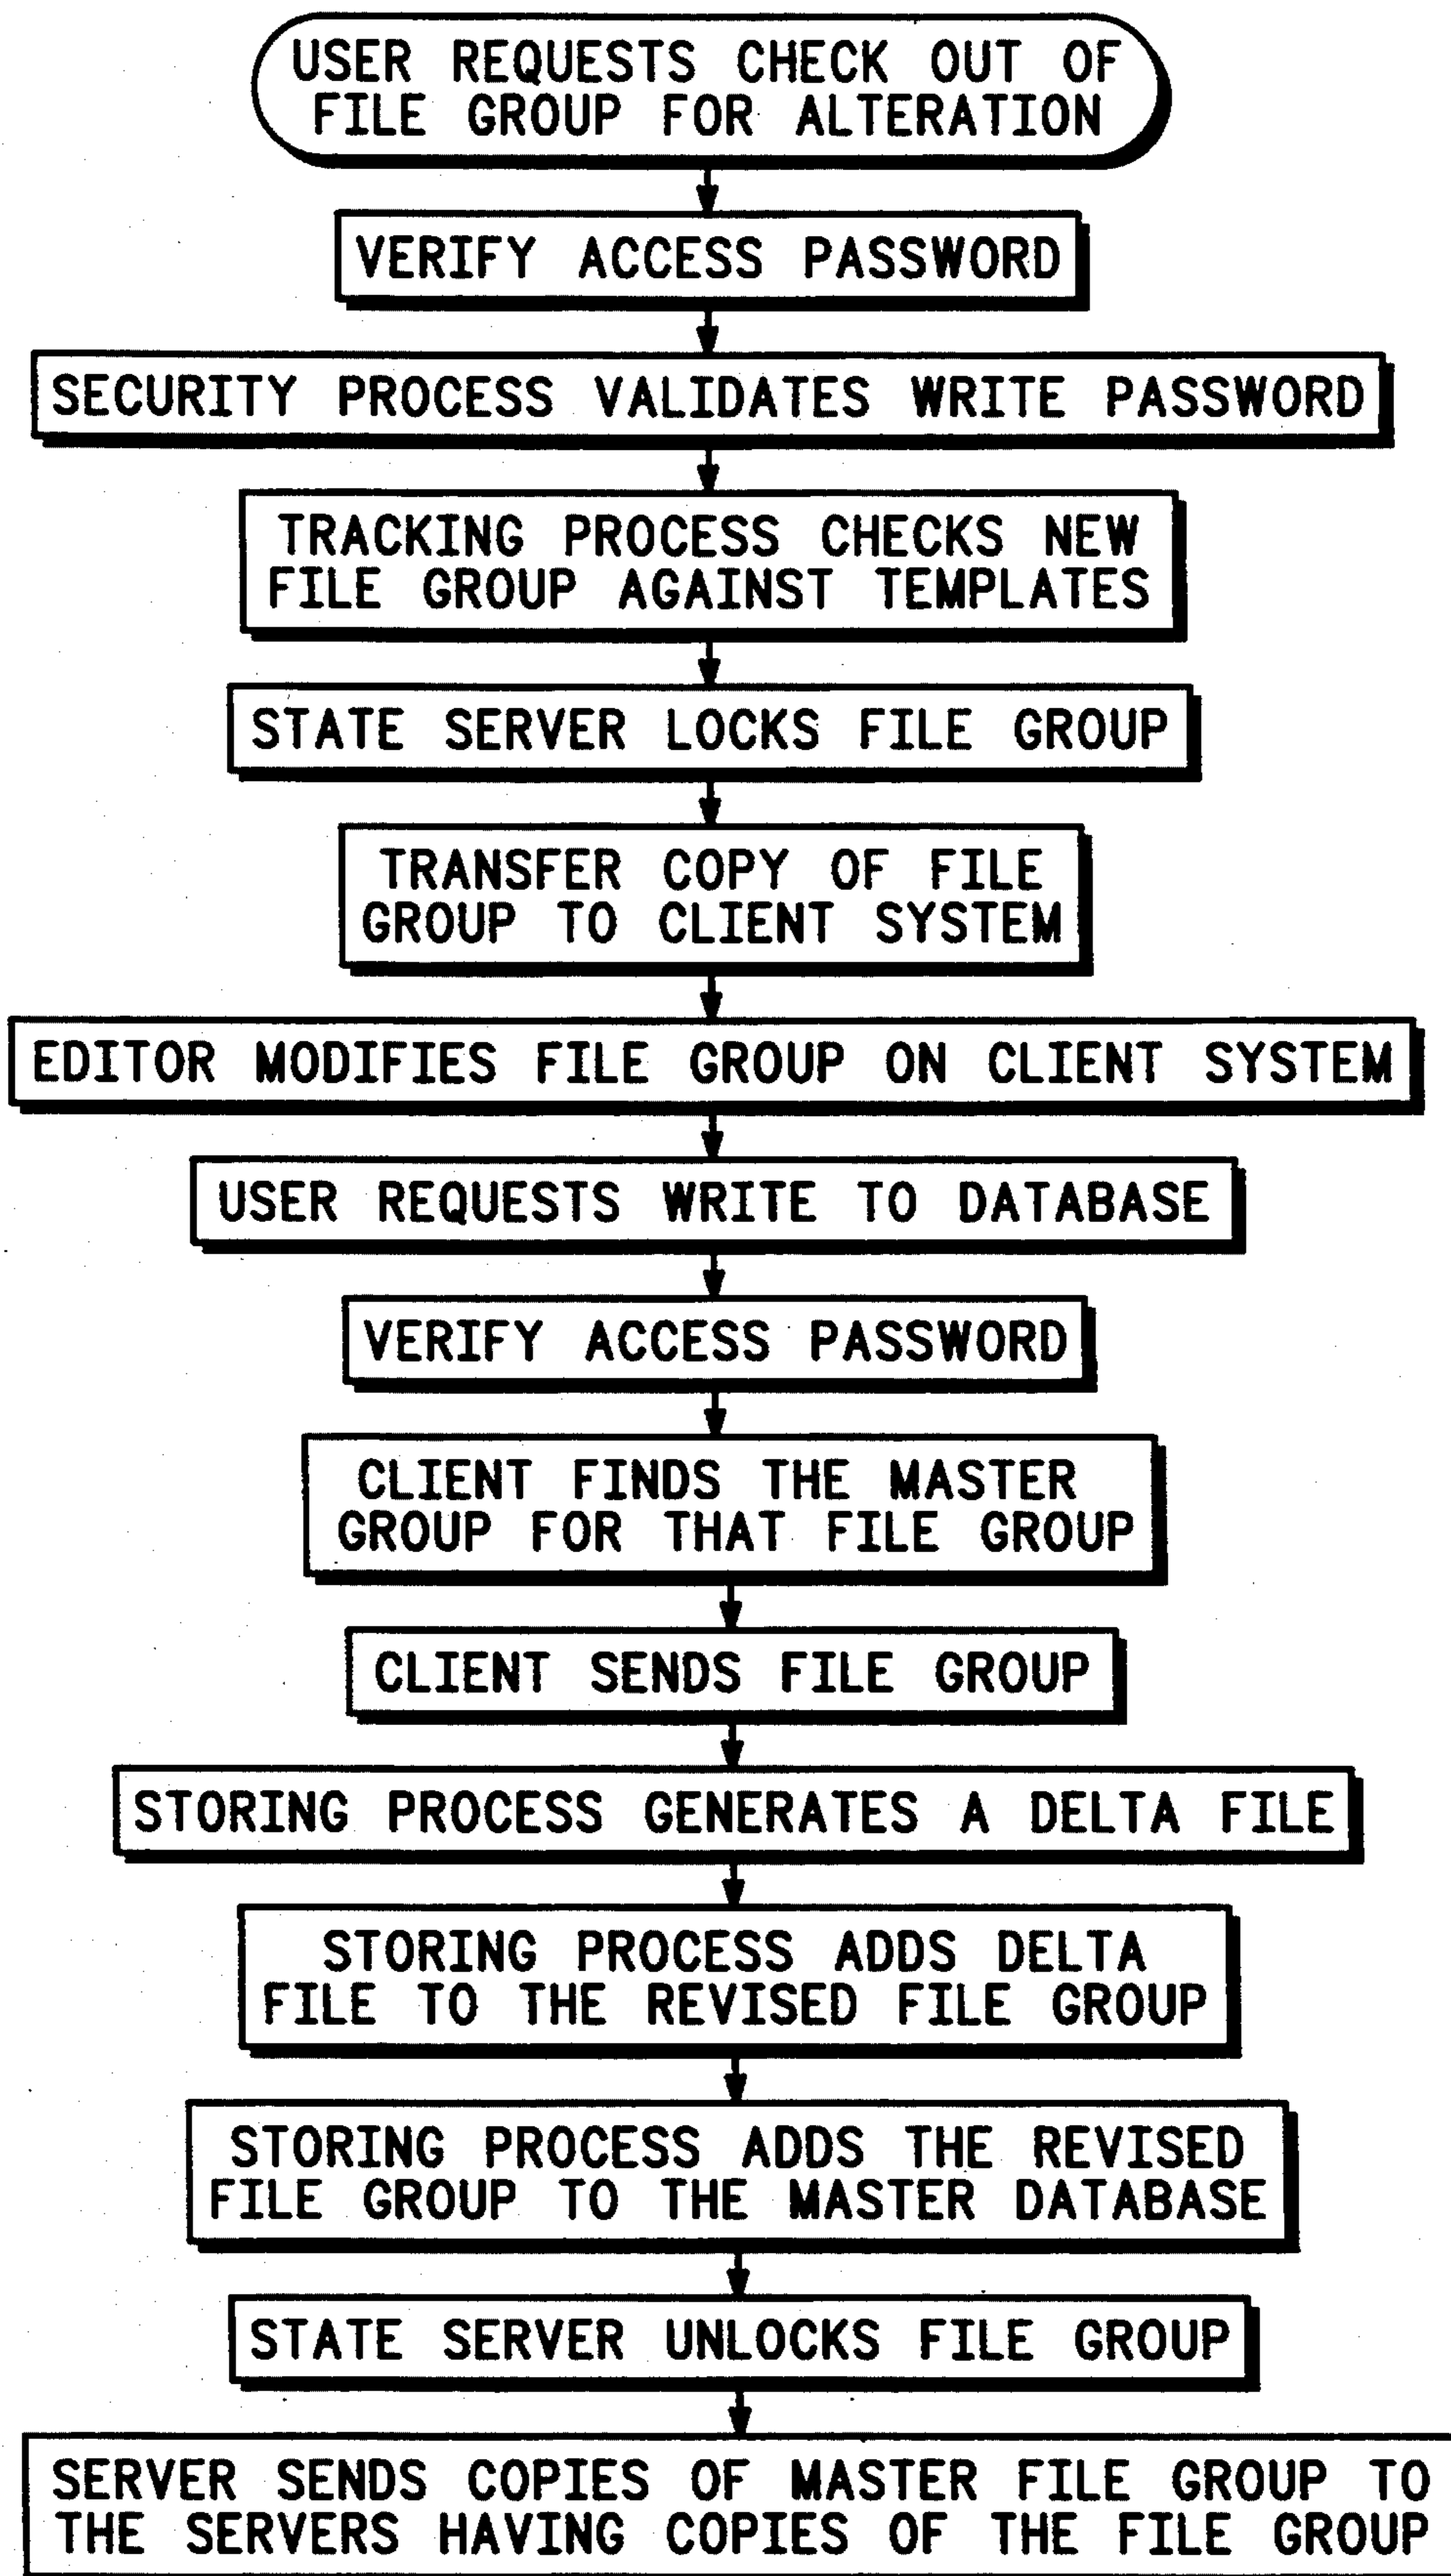 USER REQUESTS CHECK OUT OF
FILE GROUP FOR ALTERATION
VERIFY ACCESS PASSWORD
SECURITY PROCESS VALIDATES WRITE PASSWORD
TRACKING PROCESS CHECKS NEW
FILE GROUP AGAINST TEMPLATES
STATE SERVER LOCKS FILE GROUP
TRANSFER COPY OF FILE
GROUP TO CLIENT SYSTEM
EDITOR MODIFIES FILE GROUP ON CLIENT SYSTEM
USER REQUESTS WRITE TO DATABASE
VERIFY ACCESS PASSWORD
CLIENT FINDS THE MASTER
GROUP FOR THAT FILE GROUP
CLIENT SENDS FILE GROUP
STORING PROCESS GENERATES A DELTA FILE
STORING PROCESS ADDS DELTA
FILE TO THE REVISED FILE GROUP
STORING PROCESS ADDS THE REVISED
FILE GROUP TO THE MASTER DATABASE
STATE SERVER UNLOCKS FILE GROUP
SERVER SENDS COPIES OF MASTER FILE GROUP TO
THE SERVERS HAVING COPIES OF THE FILE GROUP